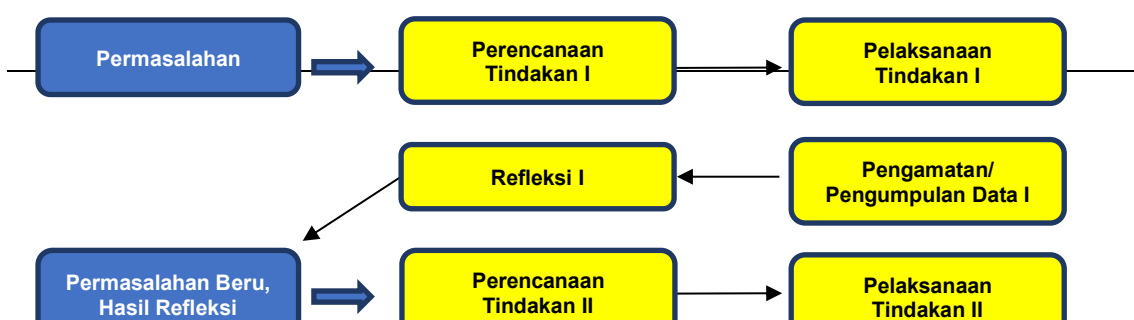 Permasalahan
Perencanaan
Tindakan I
Pelaksanaan
Tindakan I
Refleksi I
Pengamatan/
Pengumpulan Data I
Permasalahan Beru,
Hasil Refleksi
Perencanaan
Tindakan II
Pelaksanaan
Tindakan II